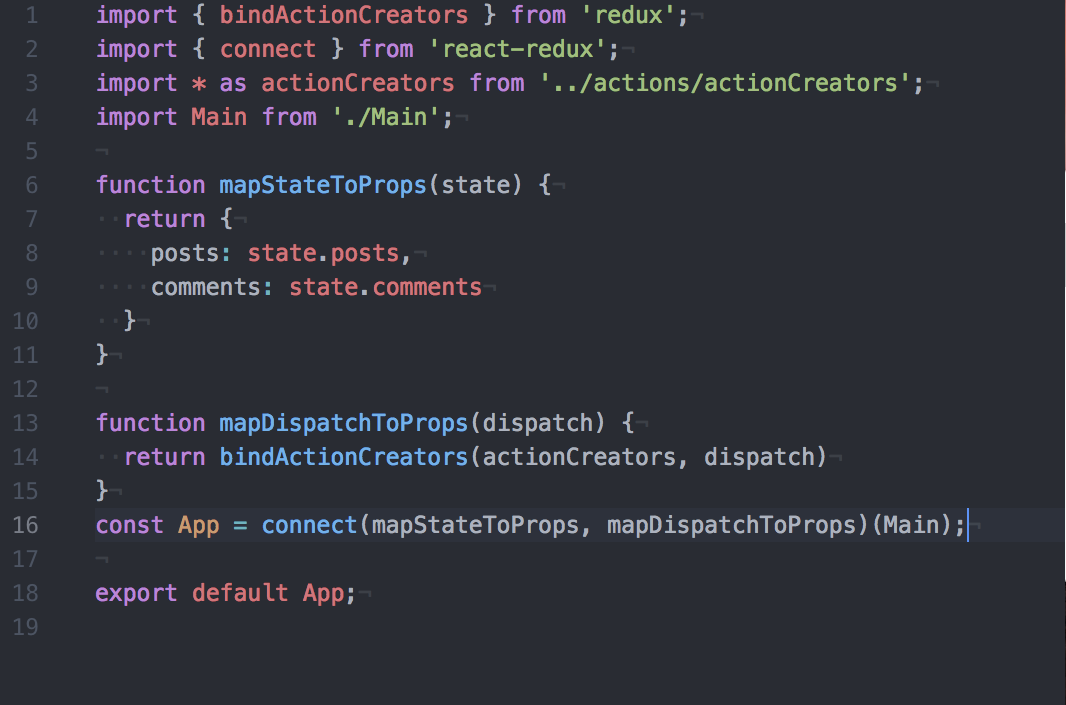 1 import { bindActionCreators } from 'redux';¬
2 import { connect } from 'react-redux';¬
3 import * as actionCreators from '../actions/actionCreators';¬
4 import Main from './Main';¬
5 ¬
6 function mapStateToProps(state) {¬
7 ··return {¬
8 ····posts: state.posts,¬
9 ····comments: state.comments¬
10 ··}¬
11 }¬
12 ¬
13 function mapDispatchToProps(dispatch) {¬
14 ··return bindActionCreators(actionCreators, dispatch)¬
15 }¬
16 const App = connect(mapStateToProps, mapDispatchToProps)(Main);¬
17 ¬
18 export default App;¬
19